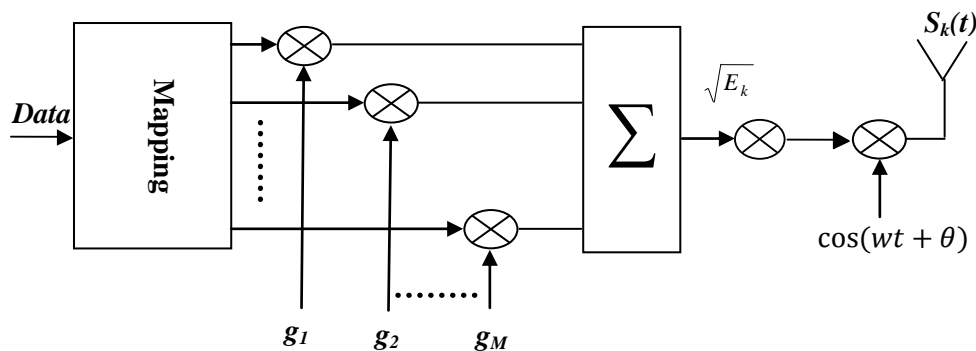 Data
Mapping
∑
√E_k
S_k(t)
cos(wt + θ)
g_1
g_2
g_M